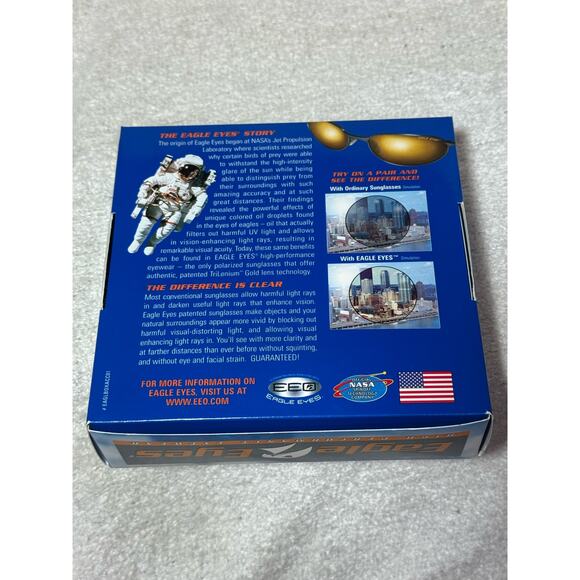 THE EAGLE EYES® STORY
The origin of Eagle Eyes began at NASA's Jet Propulsion
Laboratory where scientists researched
why certain birds of prey were able
to withstand the high-intensity
glare of the sun while being
able to distinguish prey from
their surroundings with such
amazing accuracy and at such
great distances. Their findings
revealed the powerful effects of
unique colored oil droplets found
in the eyes of eagles – oil that actually
filters out harmful UV light and allows
in vision-enhancing light rays, resulting in
remarkable visual acuity. Today, these same benefits
can be found in EAGLE EYES® high-performance
eyewear – the only polarized sunglasses that offer
authentic, patented TriLenium™ Gold lens technology
THE DIFFERENCE IS CLEAR
Most conventional sunglasses allow harmful light rays
in and darken useful light rays that enhance vision.
Eagle Eyes patented sunglasses make objects and your
natural surroundings appear more vivid by blocking out
harmful visual-distorting light, and allowing visual
enhancing light rays in. You'll see with more clarity and
at farther distances than ever before without squinting,
and without eye and facial strain. GUARANTEED!
FOR MORE INFORMATION ON
EAGLE EYES, VISIT US AT
WWW.EEO.COM
TRY ON A PAIR AND
SEE THE DIFFERENCE!
With Ordinary Sunglasses Simulation
With EAGLE EYES™ Simulation
EEO
EAGLE EYES®
OFFICIAL
NASA
SPINOFF
TECHNOLOGY
COMPANY
# EAGLBOXACC01
Eagle Eyes®